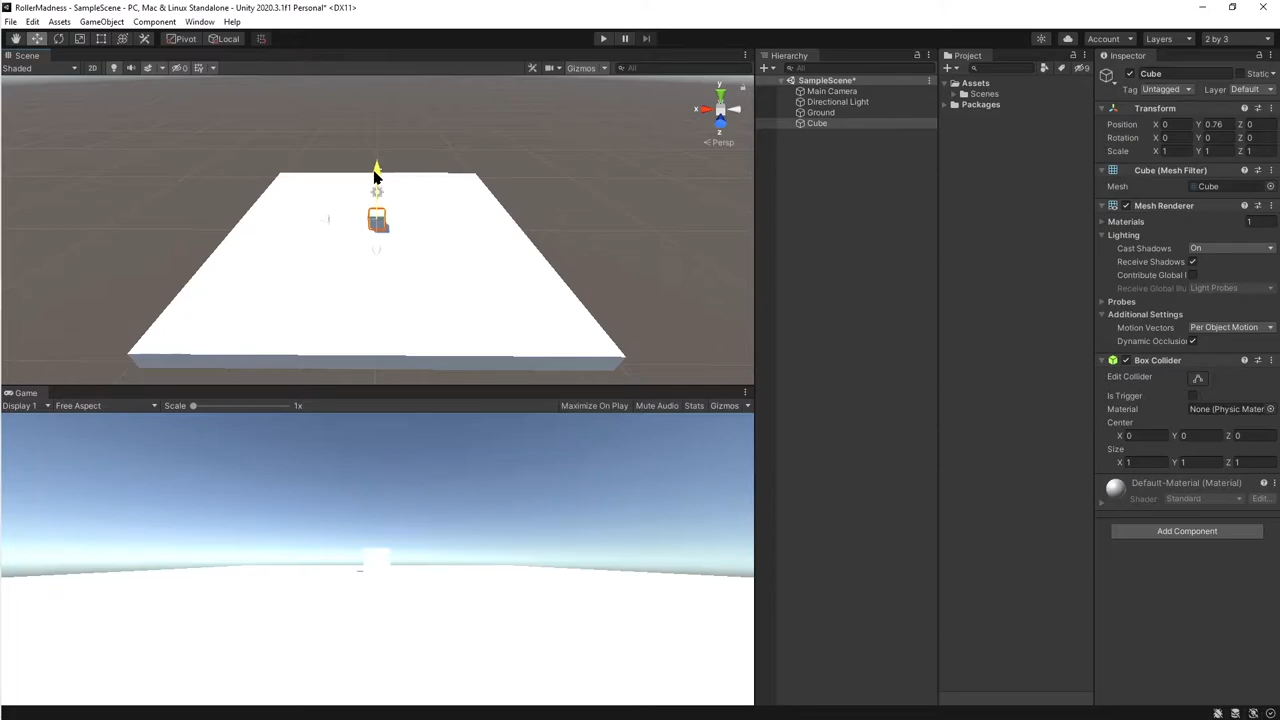 RollerMadness - SampleScene - PC, Mac & Linux Standalone - Unity 2020.3.1f1 Personal* <DX11>
File Edit Assets GameObject Component Window Help
Pivot Local Account Layers 2 by 3
Scene
Shaded 2D 0 Gizmos All
y
x
z
Persp
Game
Display 1 Free Aspect Scale 1x Maximize On Play Mute Audio Stats Gizmos
Hierarchy
All
SampleScene*
Main Camera
Directional Light
Ground
Cube
Project
9
Assets
Scenes
Packages
Inspector
Cube Static
Tag Untagged Layer Default
Transform
Position X 0 Y 0.76 Z 0
Rotation X 0 Y 0 Z 0
Scale X 1 Y 1 Z 1
Cube (Mesh Filter)
Mesh Cube
Mesh Renderer
Materials 1
Lighting
Cast Shadows On
Receive Shadows
Contribute Global I
Receive Global Illu Light Probes
Probes
Additional Settings
Motion Vectors Per Object Motion
Dynamic Occlusio
Box Collider
Edit Collider
Is Trigger
Material None (Physic Mater
Center
X 0 Y 0 Z 0
Size
X 1 Y 1 Z 1
Default-Material (Material)
Shader Standard Edit...
Add Component